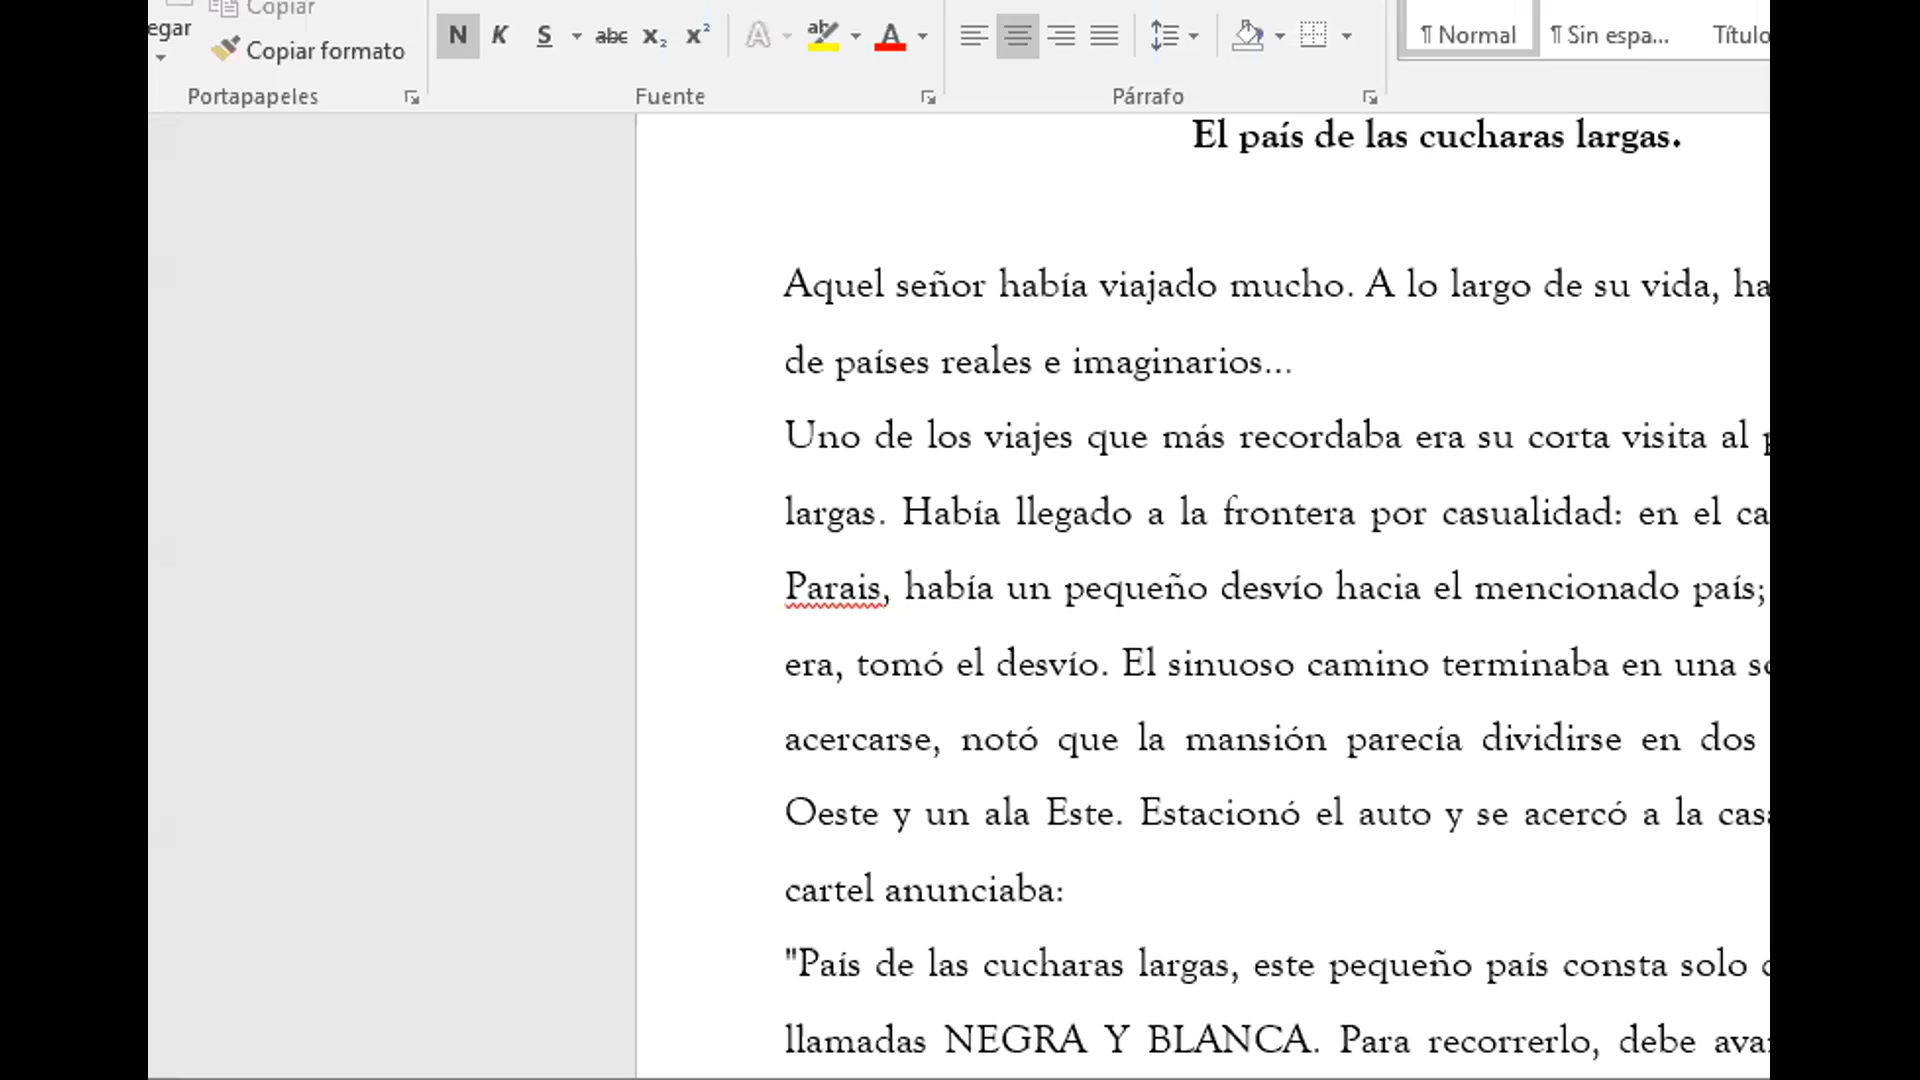 egar
Copiar
Copiar formato
N K S abc x₂ x² A ab A
¶ Normal ¶ Sin espa... Título
Portapapeles Fuente Párrafo
El país de las cucharas largas.
Aquel señor había viajado mucho. A lo largo de su vida, ha
de países reales e imaginarios...
Uno de los viajes que más recordaba era su corta visita al
largas. Había llegado a la frontera por casualidad: en el ca
Parais, había un pequeño desvío hacia el mencionado país;
era, tomó el desvío. El sinuoso camino terminaba en una
acercarse, notó que la mansión parecía dividirse en dos
Oeste y un ala Este. Estacionó el auto y se acercó a la casa
cartel anunciaba:
"País de las cucharas largas, este pequeño país consta solo
llamadas NEGRA Y BLANCA. Para recorrerlo, debe ava